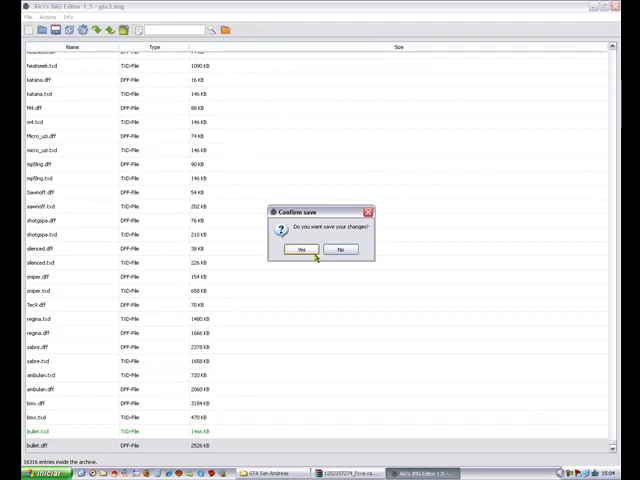 Alci's IMG Editor 1.5 - gta3.img
File Actions Info
Name Type Size
heatseek.txd TXD-File 1090 KB
katana.dff DFF-File 16 KB
katana.txd TXD-File 146 KB
M4.dff DFF-File 88 KB
m4.txd TXD-File 122 KB
Micro_uzi.dff DFF-File 74 KB
micro_uzi.txd TXD-File 146 KB
mp5lng.dff DFF-File 90 KB
mp5lng.txd TXD-File 146 KB
Sawnoff.dff DFF-File 54 KB
sawnoff.txd TXD-File 202 KB
shotgspa.dff DFF-File 76 KB
shotgspa.txd TXD-File 210 KB
silenced.dff DFF-File 38 KB
silenced.txd TXD-File 226 KB
sniper.dff DFF-File 154 KB
sniper.txd TXD-File 658 KB
Tec9.dff DFF-File 70 KB
regina.txd TXD-File 1480 KB
regina.dff DFF-File 1666 KB
sabre.dff DFF-File 2378 KB
sabre.txd TXD-File 1658 KB
ambulan.txd TXD-File 720 KB
ambulan.dff DFF-File 2060 KB
bmw.dff DFF-File 3184 KB
bmw.txd TXD-File 470 KB
bullet.txd TXD-File 1466 KB
bullet.dff DFF-File 2526 KB
Confirm save
Do you want save your changes?
Yes No
16316 entries inside the archive.
Iniciar GTA San Andreas Alci's IMG Editor 1.5 - 15:04